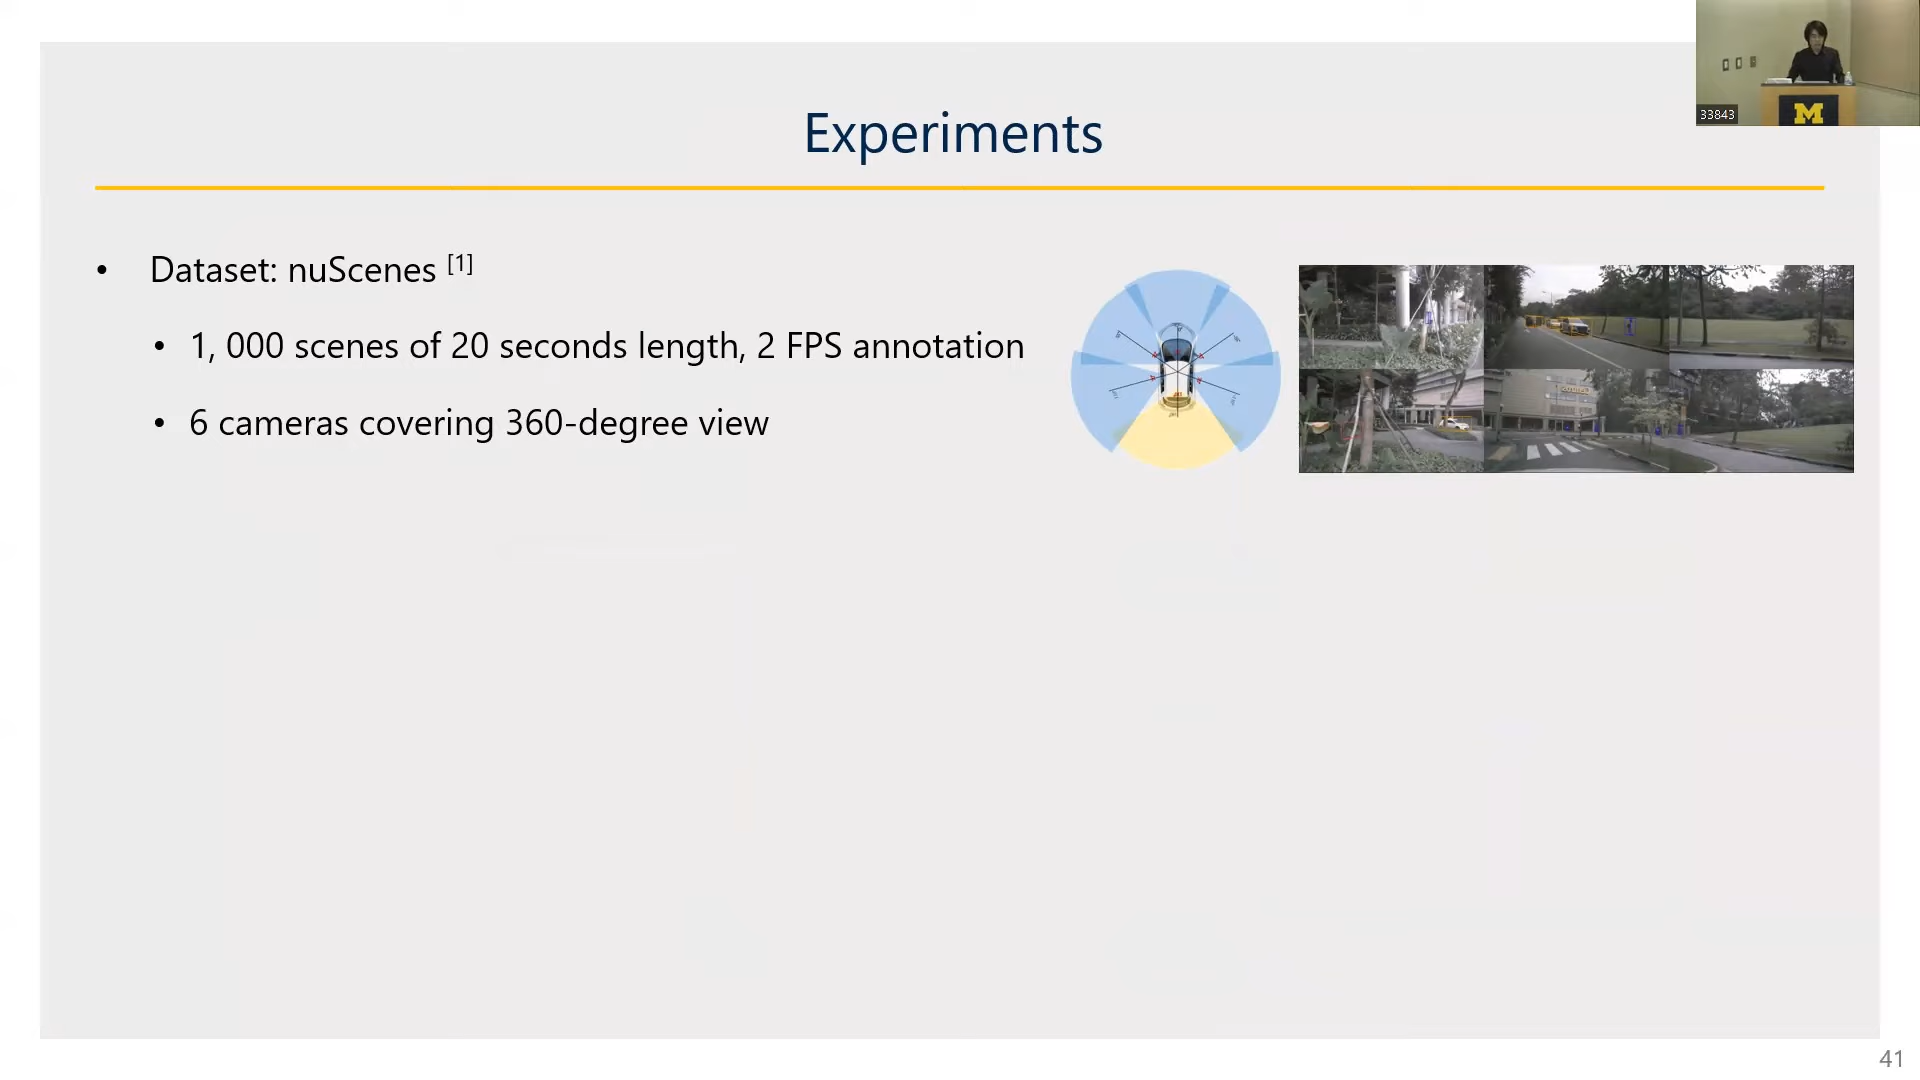 33843
M
Experiments
• Dataset: nuScenes [1]
• 1, 000 scenes of 20 seconds length, 2 FPS annotation
• 6 cameras covering 360-degree view
41